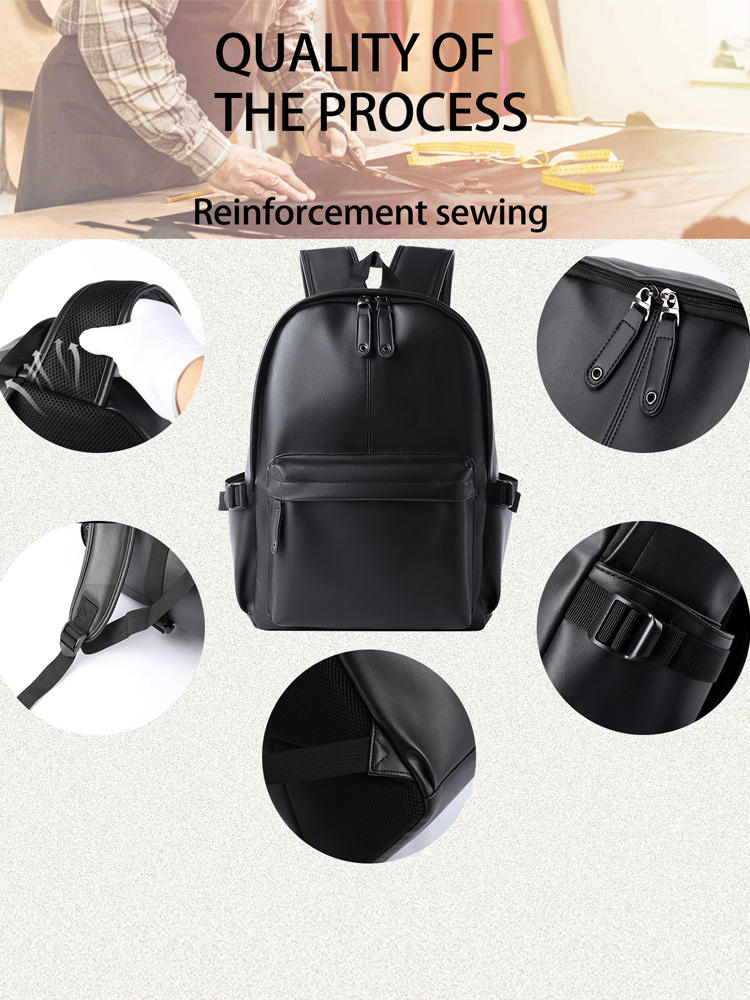 QUALITY OF
THE PROCESS
Reinforcement sewing